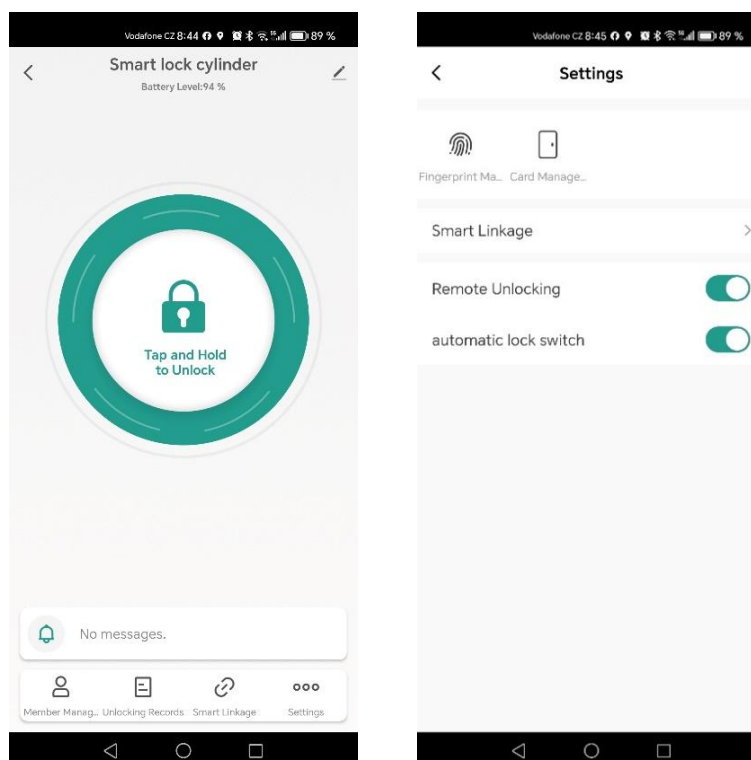 Vodafone CZ 8:44
89 %
Smart lock cylinder
Battery Level:94 %
Tap and Hold
to Unlock
No messages.
Member Manag...
Unlocking Records
Smart Linkage
Settings
Vodafone CZ 8:45
89 %
Settings
Fingerprint Ma...
Card Manage...
Smart Linkage
Remote Unlocking
automatic lock switch